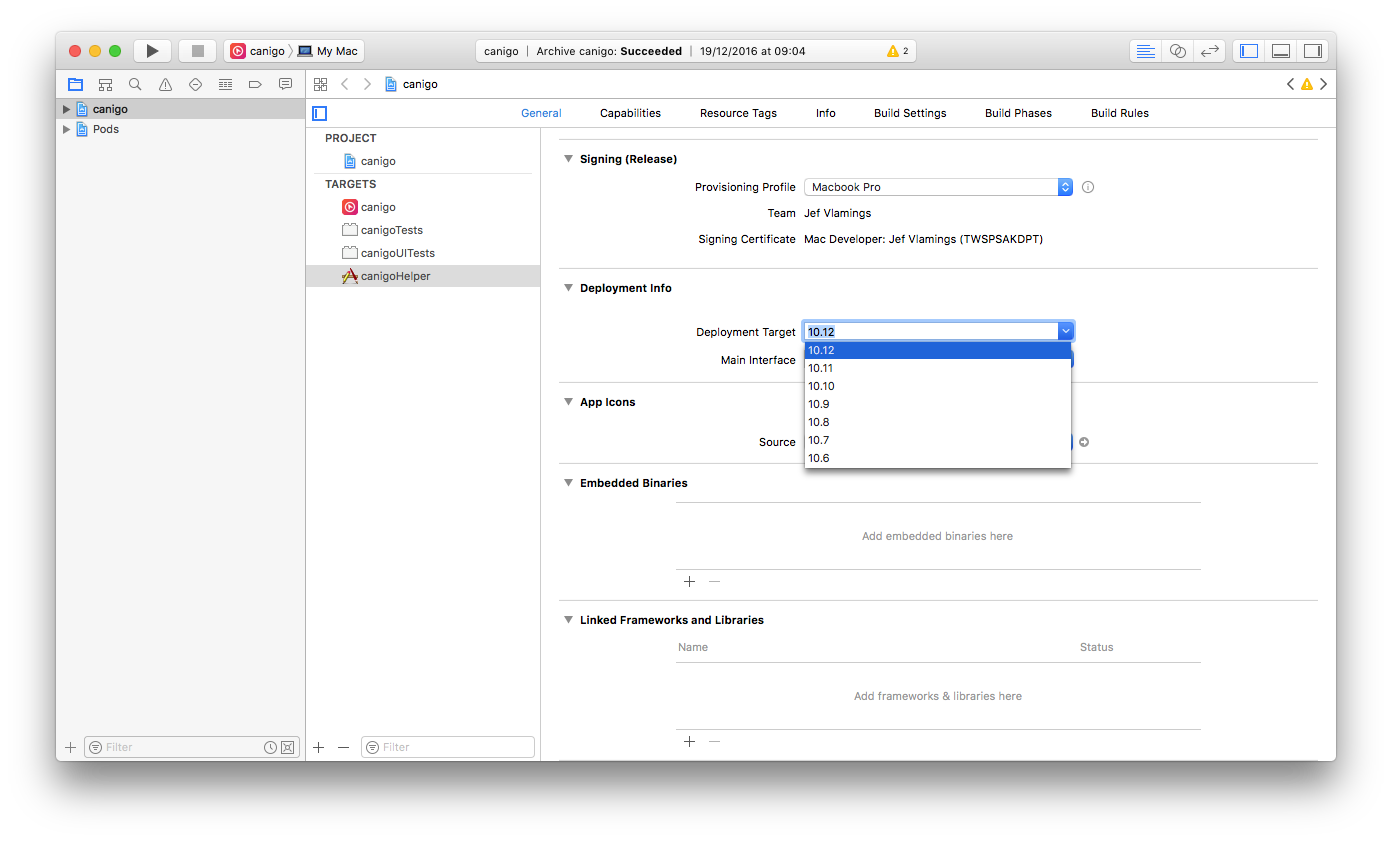 canigo My Mac
canigo | Archive canigo: Succeeded | 19/12/2016 at 09:04
2
canigo
canigo
Pods
General Capabilities Resource Tags Info Build Settings Build Phases Build Rules
PROJECT
canigo
TARGETS
canigo
canigoTests
canigoUITests
canigoHelper
Signing (Release)
Provisioning Profile Macbook Pro
Team Jef Vlamings
Signing Certificate Mac Developer: Jef Vlamings (TWSPSAKDPT)
Deployment Info
Deployment Target 10.12
10.12
Main Interface
10.11
10.10
10.9
10.8
10.7
10.6
App Icons
Source
Embedded Binaries
Add embedded binaries here
Linked Frameworks and Libraries
Name Status
Add frameworks & libraries here
Filter
Filter